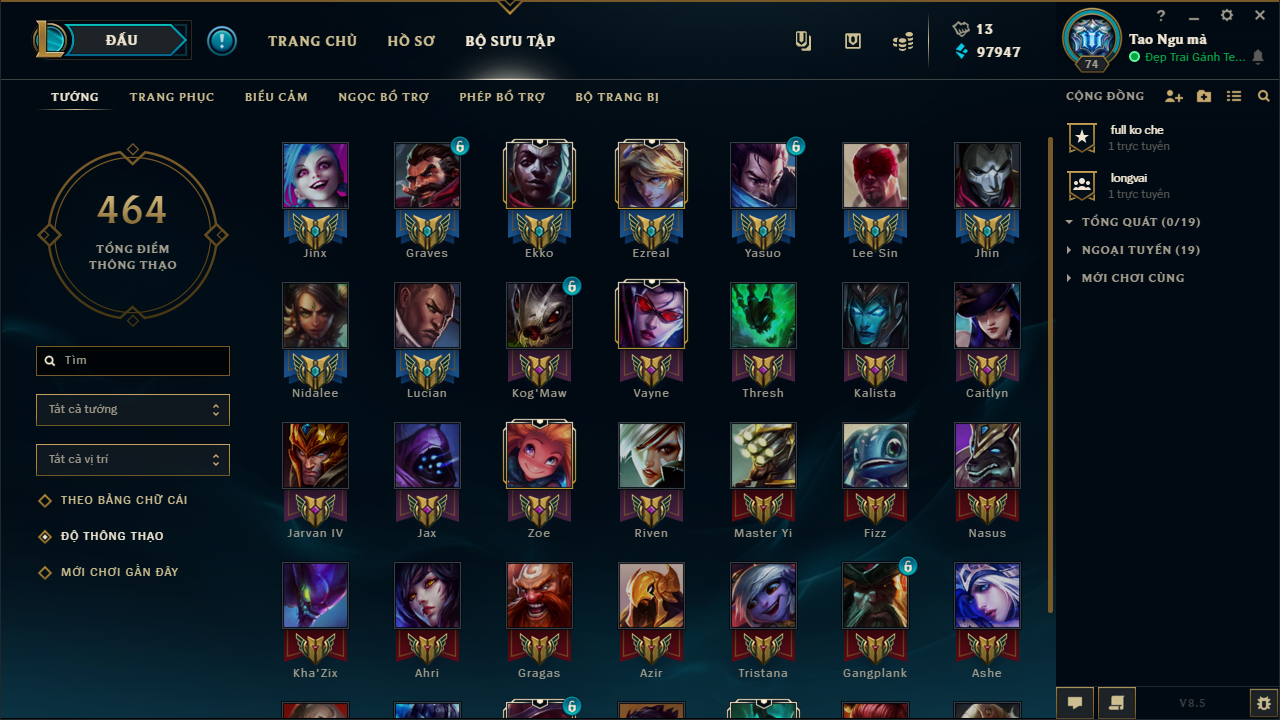 ĐẤU
TRANG CHỦ
HỒ SƠ
BỘ SƯU TẬP
13
97947
74
Tao Ngu mà
Đẹp Trai Gánh Te...
TƯỚNG
TRANG PHỤC
BIỂU CẢM
NGỌC BỔ TRỢ
PHÉP BỔ TRỢ
BỘ TRANG BỊ
464
TỔNG ĐIỂM
THÔNG THẠO
Tìm
Tất cả tướng
Tất cả vị trí
THEO BẢNG CHỮ CÁI
ĐỘ THÔNG THẠO
MỚI CHƠI GẦN ĐÂY
6
6
Jinx
Graves
Ekko
Ezreal
Yasuo
Lee Sin
Jhin
6
Nidalee
Lucian
Kog'Maw
Vayne
Thresh
Kalista
Caitlyn
Jarvan IV
Jax
Zoe
Riven
Master Yi
Fizz
Nasus
6
Kha'Zix
Ahri
Gragas
Azir
Tristana
Gangplank
Ashe
6
CỘNG ĐỒNG
full ko che
1 trực tuyến
longvai
1 trực tuyến
TỔNG QUÁT (0/19)
NGOẠI TUYẾN (19)
MỚI CHƠI CÙNG
V8.5